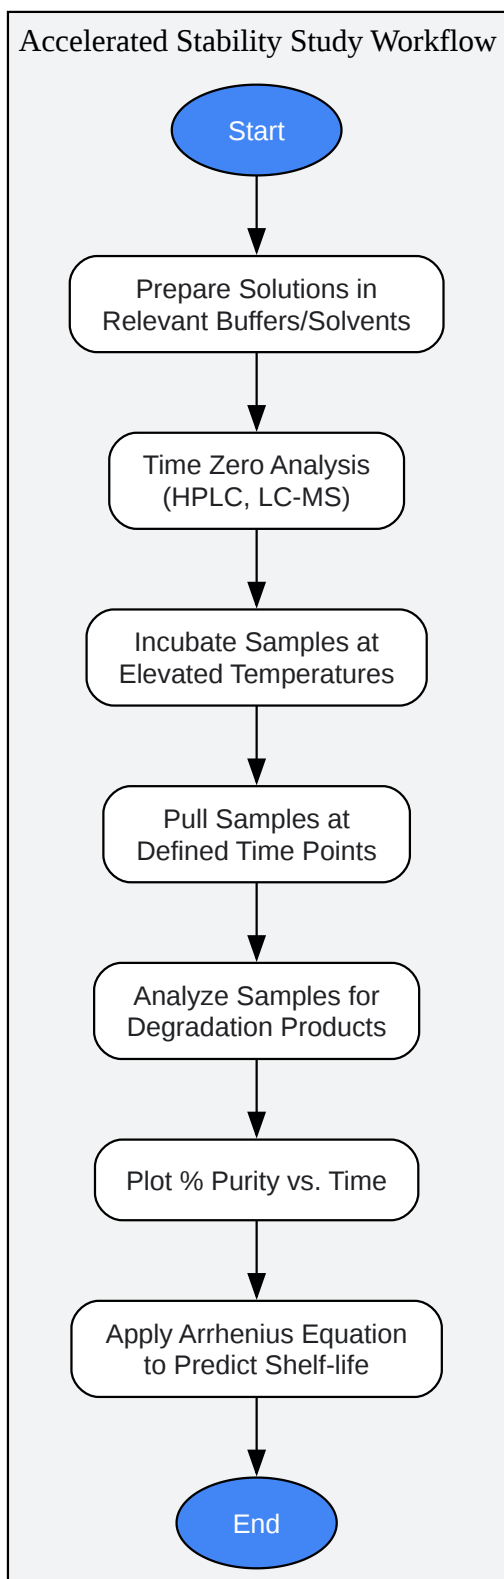 Accelerated Stability Study Workflow
Start
Prepare Solutions in
Relevant Buffers/Solvents
Time Zero Analysis
(HPLC, LC-MS)
Incubate Samples at
Elevated Temperatures
Pull Samples at
Defined Time Points
Analyze Samples for
Degradation Products
Plot % Purity vs. Time
Apply Arrhenius Equation
to Predict Shelf-life
End